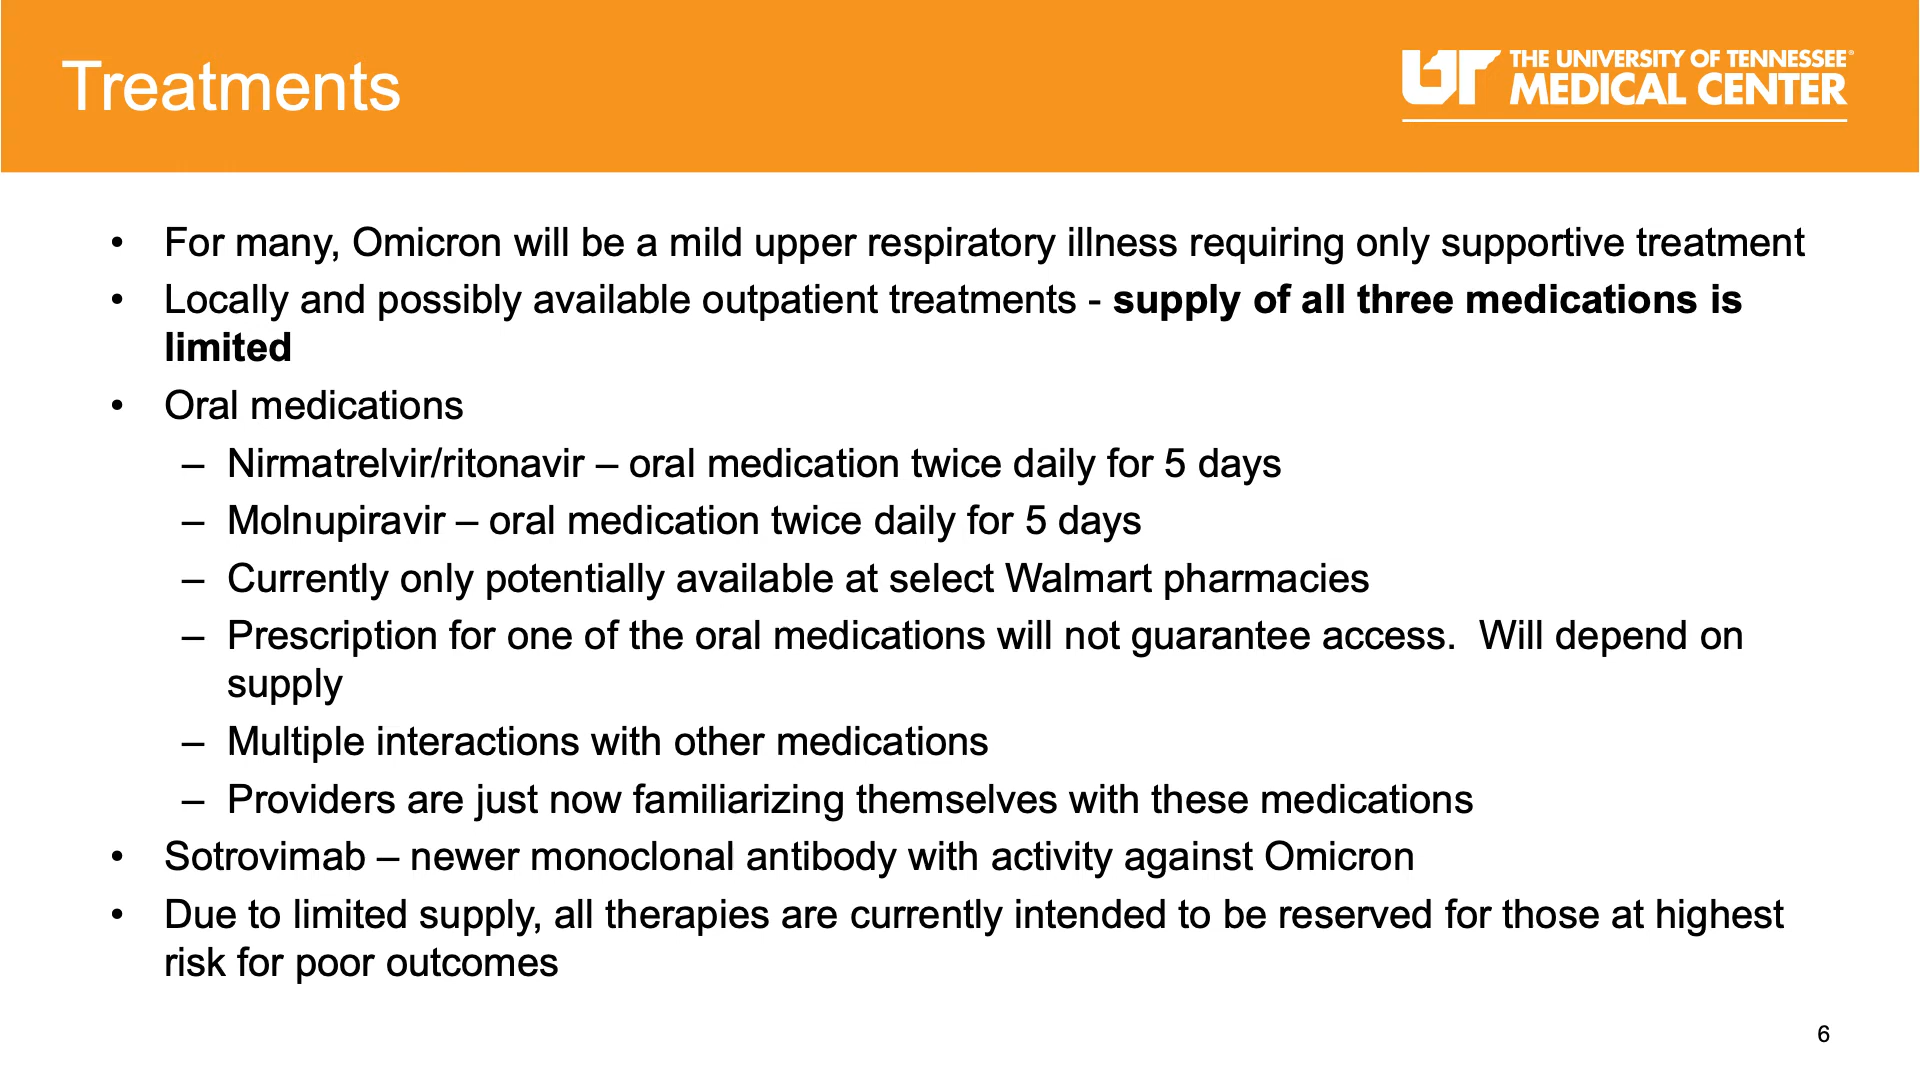 Treatments
THE UNIVERSITY OF TENNESSEE®
MEDICAL CENTER
• For many, Omicron will be a mild upper respiratory illness requiring only supportive treatment
• Locally and possibly available outpatient treatments - supply of all three medications is
limited
• Oral medications
– Nirmatrelvir/ritonavir – oral medication twice daily for 5 days
– Molnupiravir – oral medication twice daily for 5 days
– Currently only potentially available at select Walmart pharmacies
– Prescription for one of the oral medications will not guarantee access.  Will depend on
supply
– Multiple interactions with other medications
– Providers are just now familiarizing themselves with these medications
• Sotrovimab – newer monoclonal antibody with activity against Omicron
• Due to limited supply, all therapies are currently intended to be reserved for those at highest
risk for poor outcomes
6